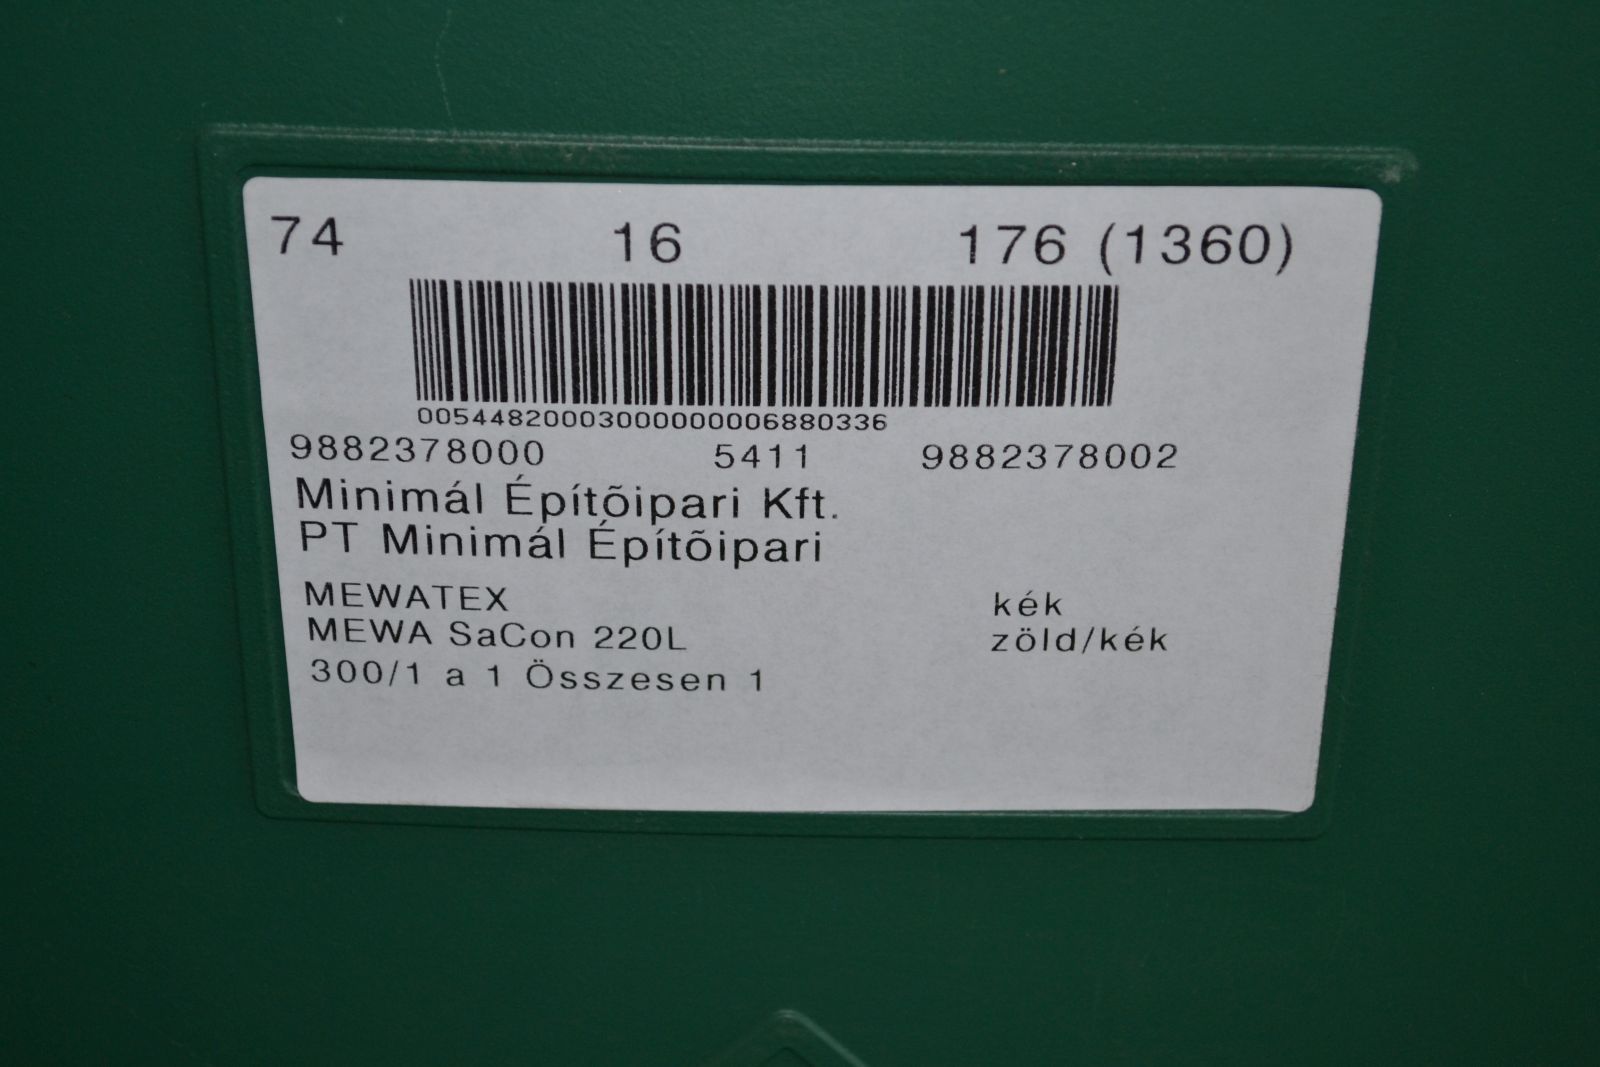 74 16 176 (1360)
00544820003000000006880336
9882378000 5411 9882378002
Minimál Építõipari Kft.
PT Minimál Építõipari
MEWATEX kék
MEWA SaCon 220L zöld/kék
300/1 a 1 Összesen 1